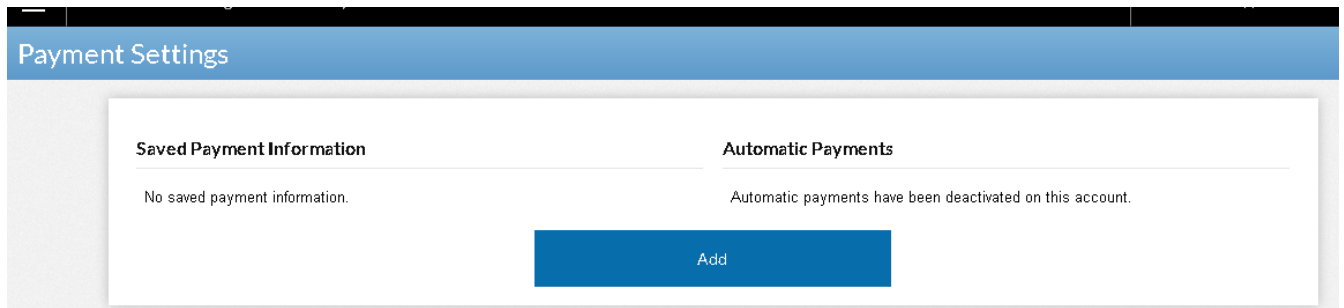 Payment Settings
Saved Payment Information
Automatic Payments
No saved payment information.
Automatic payments have been deactivated on this account.
Add